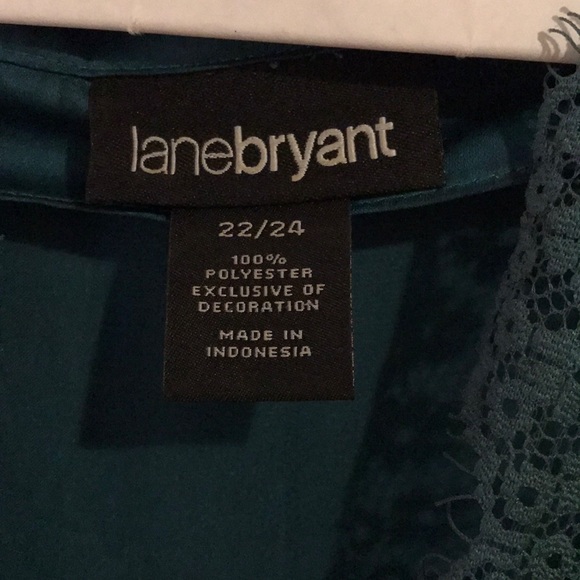 lanebryant
22/24
100%
POLYESTER
EXCLUSIVE OF
DECORATION
MADE IN
INDONESIA